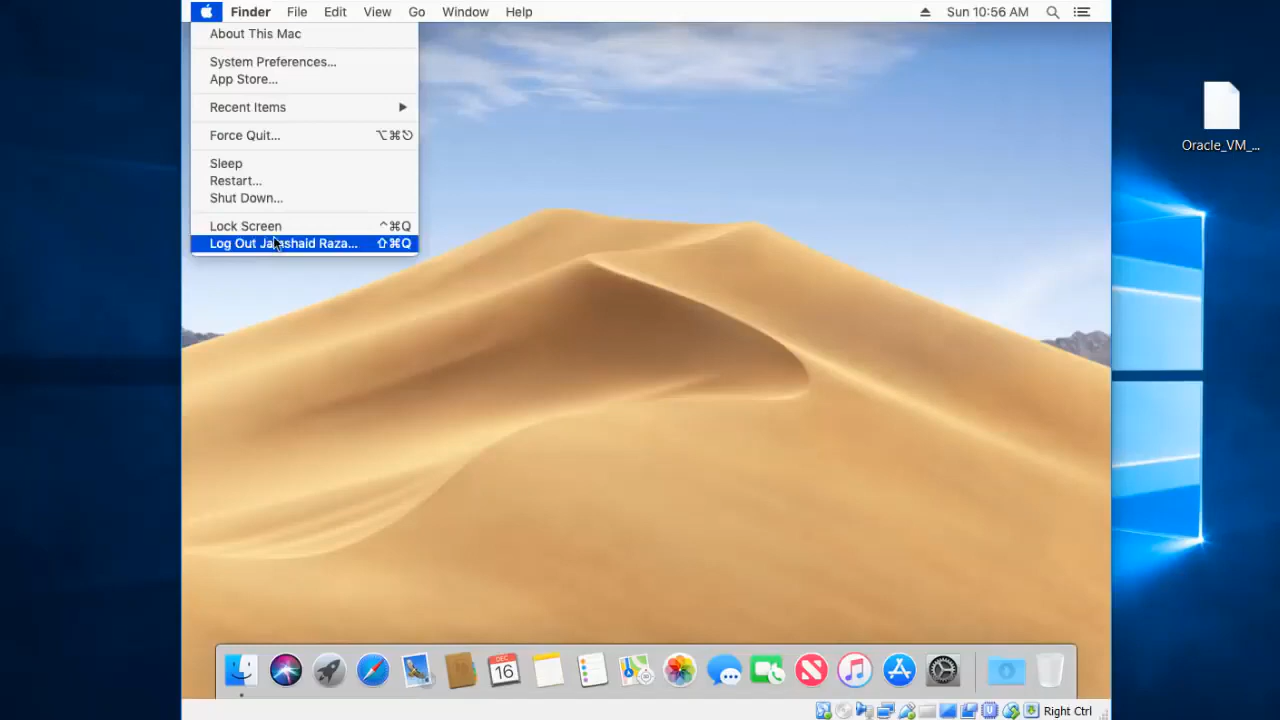 Finder File Edit View Go Window Help Sun 10:56 AM
About This Mac
System Preferences...
App Store...
Recent Items
Force Quit... ⌥⌘⎋
Sleep
Restart...
Shut Down...
Lock Screen ^⌘Q
Log Out Raza... ⇧⌘Q
Oracle_VM_...
DEC
16
Right Ctrl